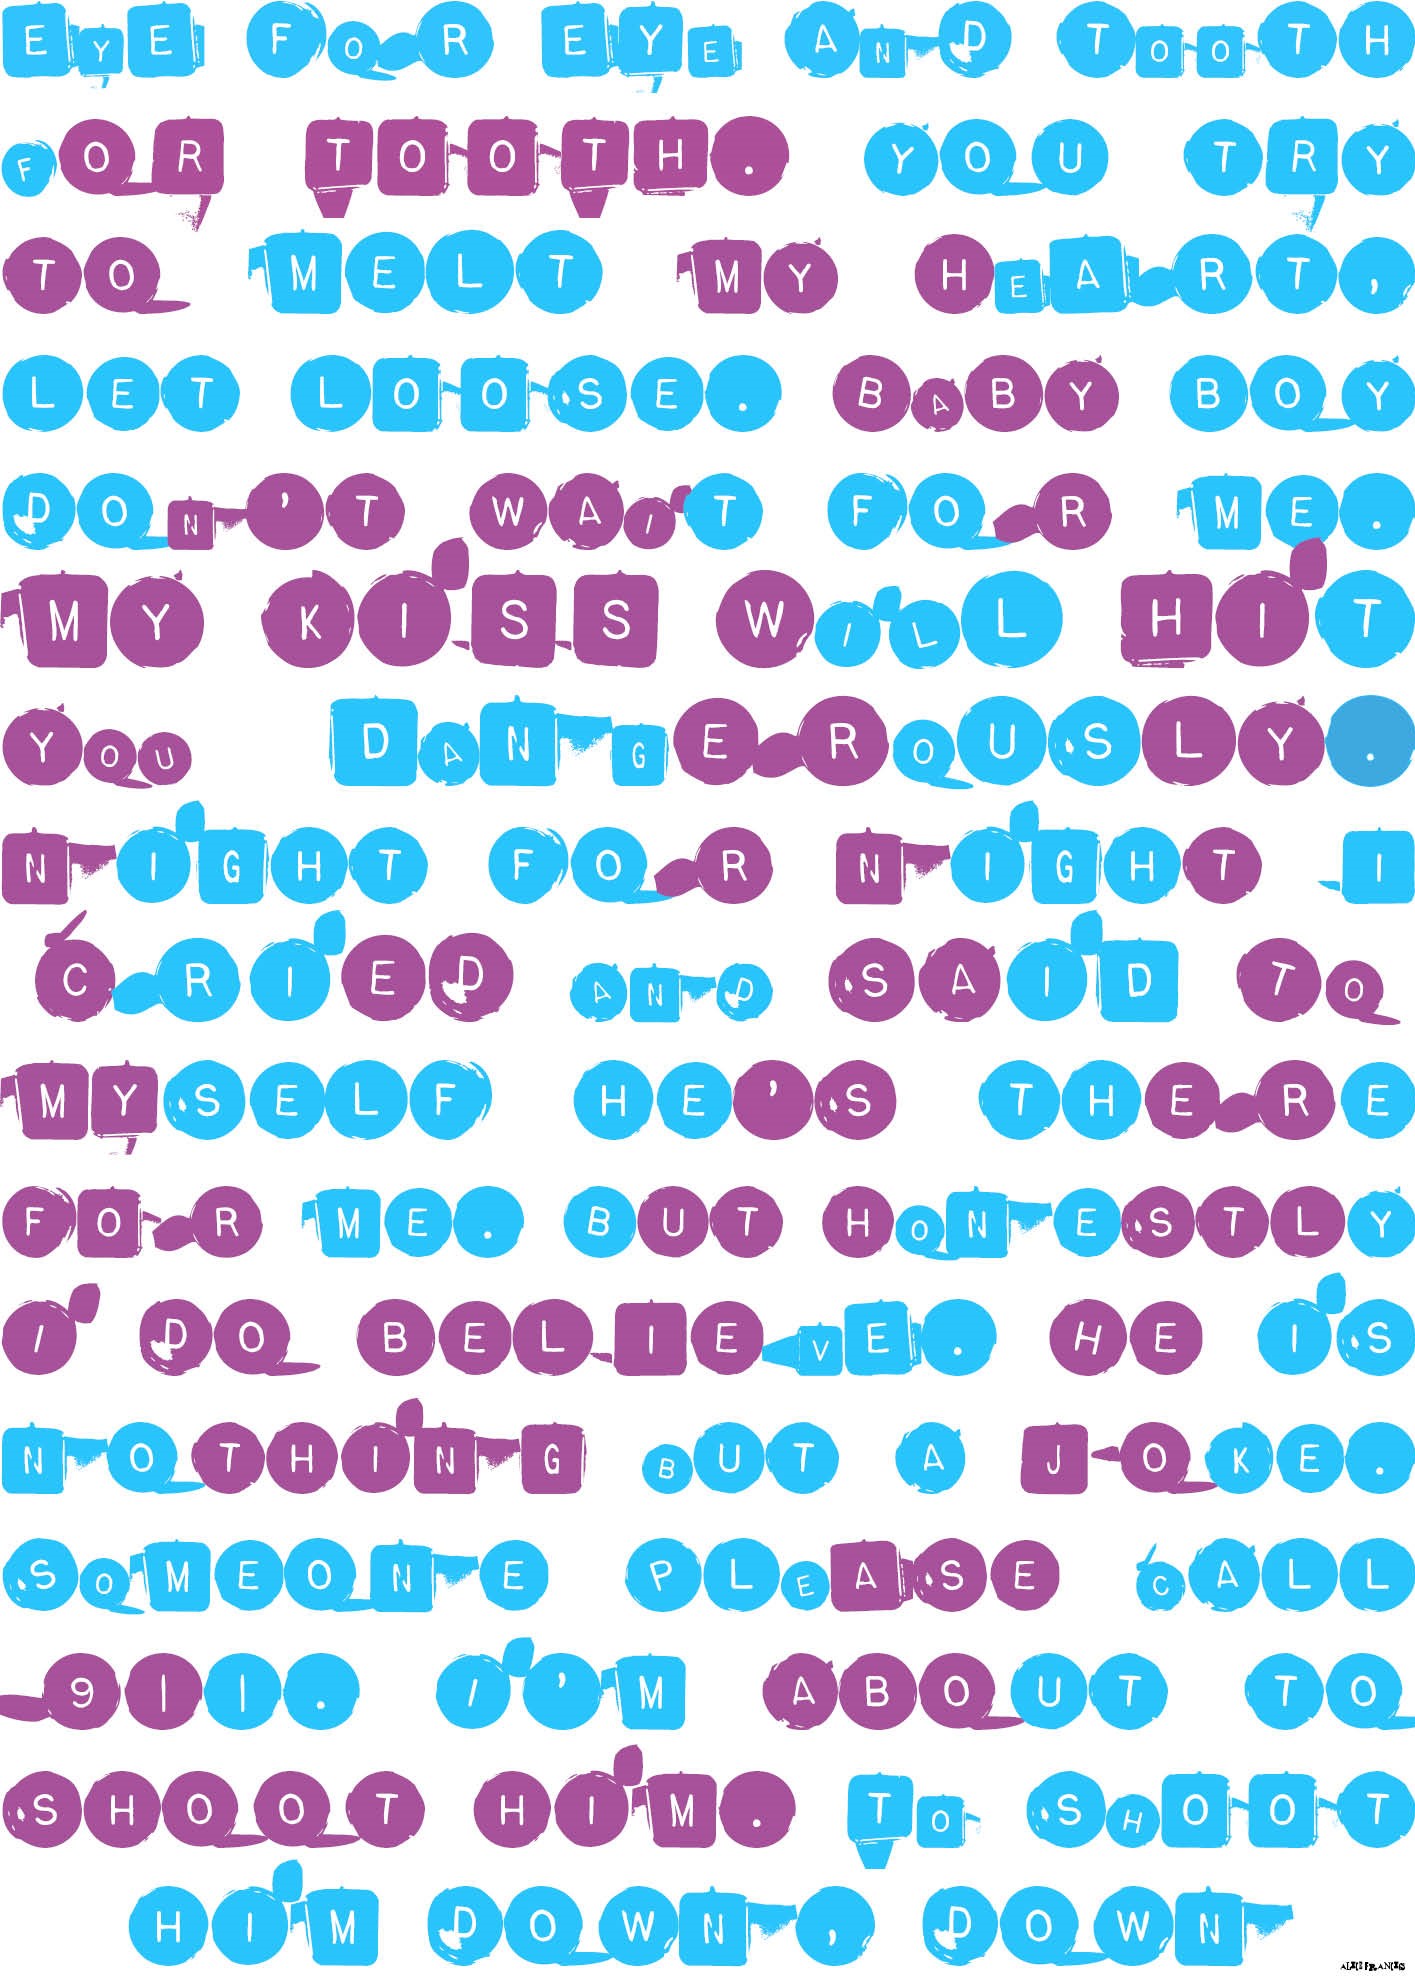 EYE FOR EYE AND TOOTH
FOR TOOTH. YOU TRY
TO MELT MY HEART,
LET LOOSE. BABY BOY
DON'T WAIT FOR ME.
MY KISS WILL HIT
YOU DANGEROUSLY.
NIGHT FOR NIGHT I
CRIED AND SAID TO
MYSELF HE'S THERE
FOR ME. BUT HONESTLY
I DO BELIEVE. HE IS
NOTHING BUT A JOKE.
SOMEONE PLEASE CALL
911. I'M ABOUT TO
SHOOT HIM. TO SHOOT
HIM DOWN, DOWN